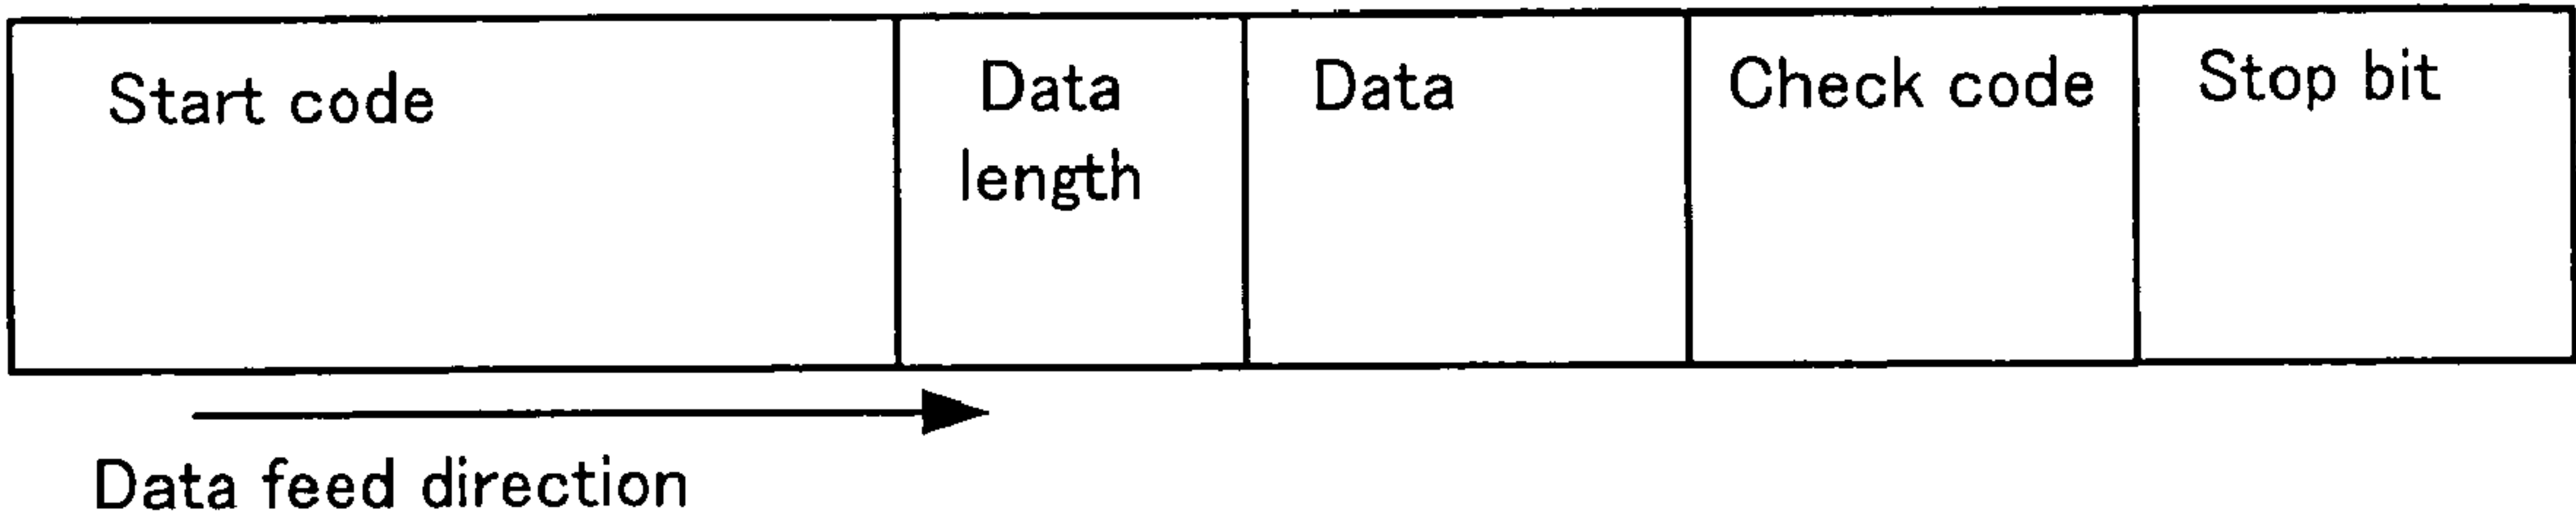 Start code
Data
length
Data
Check code
Stop bit
Data feed direction